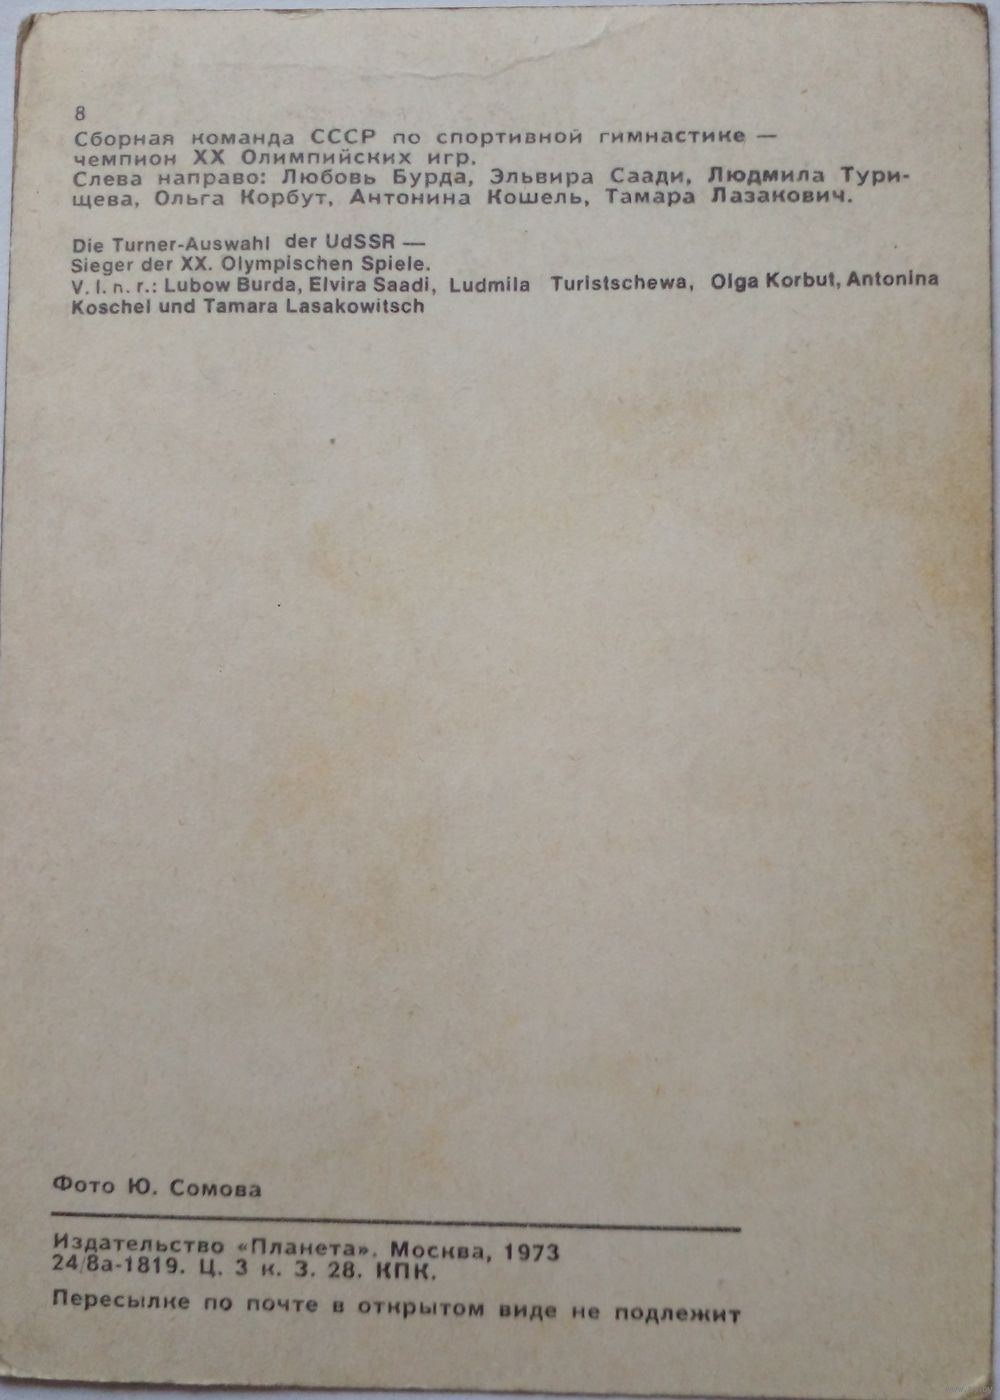 8
Сборная команда СССР по спортивной гимнастике —
чемпион XX Олимпийских игр.
Слева направо: Любовь Бурда, Эльвира Саади, Людмила Тури-
щева, Ольга Корбут, Антонина Кошель, Тамара Лазакович.
Die Turner-Auswahl der UdSSR —
Sieger der XX. Olympischen Spiele.
V. l. n. r.: Lubow Burda, Elvira Saadi, Ludmila Turistschewa, Olga Korbut, Antonina
Koschel und Tamara Lasakowitsch
Фото Ю. Сомова
Издательство «Планета». Москва, 1973
24/8а-1819. Ц. 3 к. З. 28. КПК.
Пересылке по почте в открытом виде не подлежит